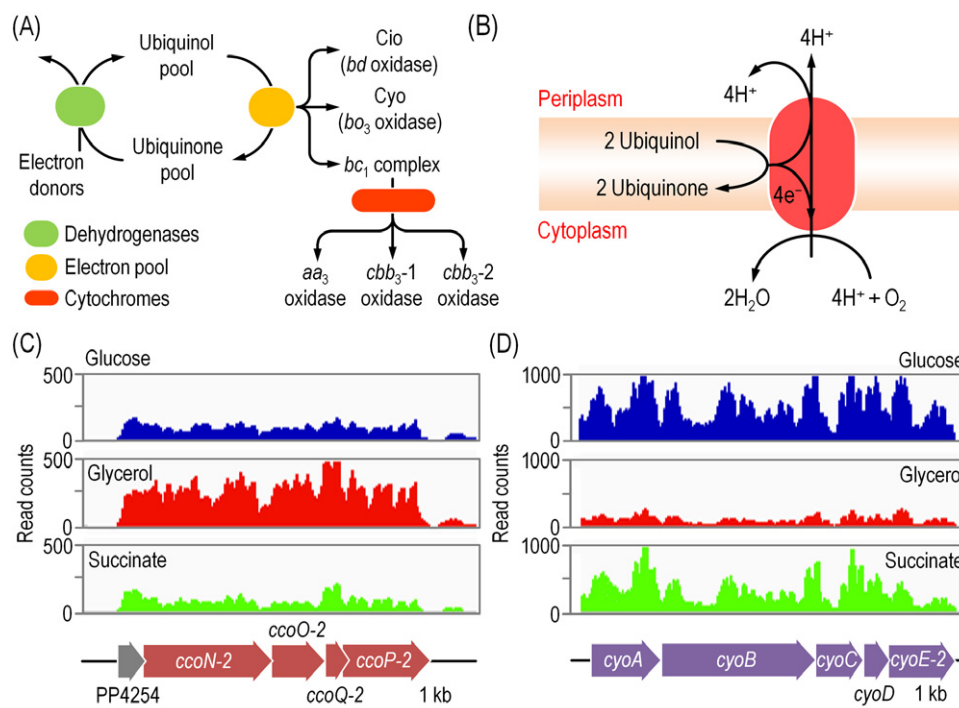 (A)
Ubiquinol
pool
Ubiquinone
pool
Electron
donors
Cio
(bd oxidase)
Cyo
(bo₃ oxidase)
bc₁ complex
aa₃
oxidase
cbb₃-1
oxidase
cbb₃-2
oxidase
Dehydrogenases
Electron pool
Cytochromes
(B)
4H⁺
4H⁺
Periplasm
2 Ubiquinol
2 Ubiquinone
4e⁻
Cytoplasm
2H₂O
4H⁺ + O₂
(C)
Read counts
Glucose
500
0
Glycerol
500
0
Succinate
500
0
ccoO-2
ccoN-2
ccoP-2
PP4254
ccoQ-2
1 kb
(D)
Read counts
Glucose
1000
0
Glycerol
1000
0
Succinate
1000
0
cyoA
cyoB
cyoC
cyoE-2
cyoD
1 kb